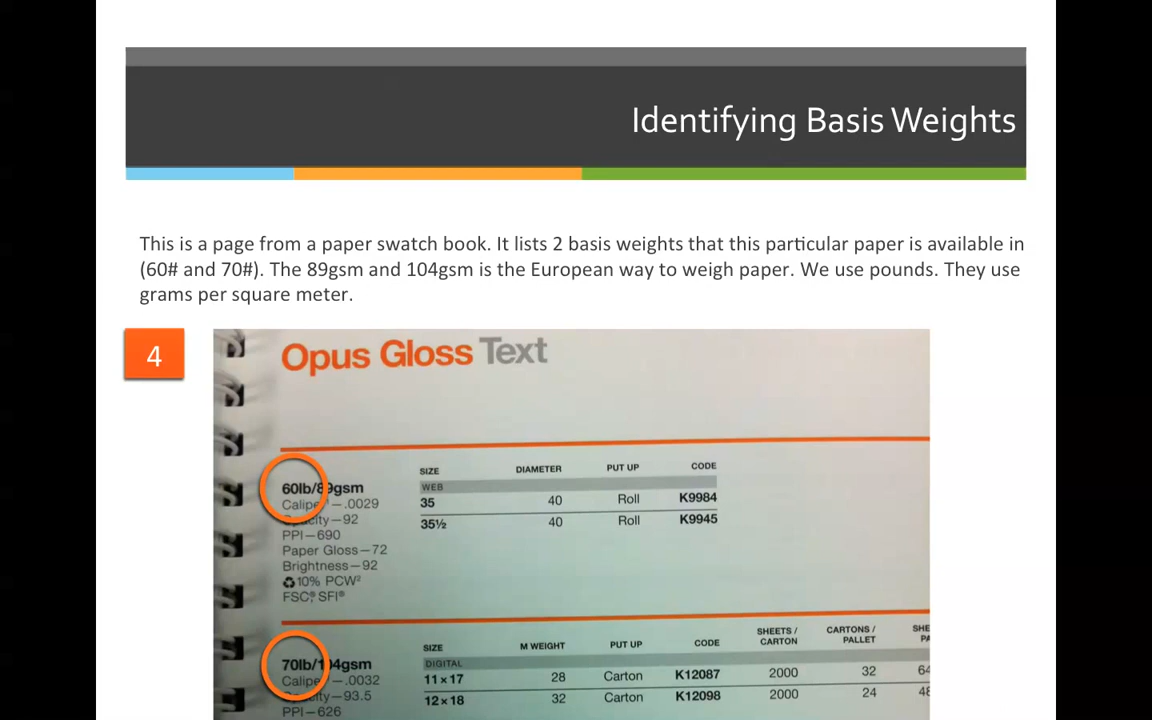 Identifying Basis Weights
This is a page from a paper swatch book. It lists 2 basis weights that this particular paper is available in
(60# and 70#). The 89gsm and 104gsm is the European way to weigh paper. We use pounds. They use
grams per square meter.
4
Opus Gloss Text
SIZE DIAMETER PUT UP CODE
60lb/89gsm WEB
Caliper—.0029 35 40 Roll K9984
Opacity—92 35½ 40 Roll K9945
PPI—690
Paper Gloss—72
Brightness—92
♻10% PCW²
FSC®, SFI®
SIZE M WEIGHT PUT UP CODE SHEETS / CARTON CARTONS / PALLET
70lb/104gsm DIGITAL
Caliper—.0032 11 x 17 28 Carton K12087 2000 32
Opacity—93.5 12 x 18 32 Carton K12098 2000 24
PPI—626